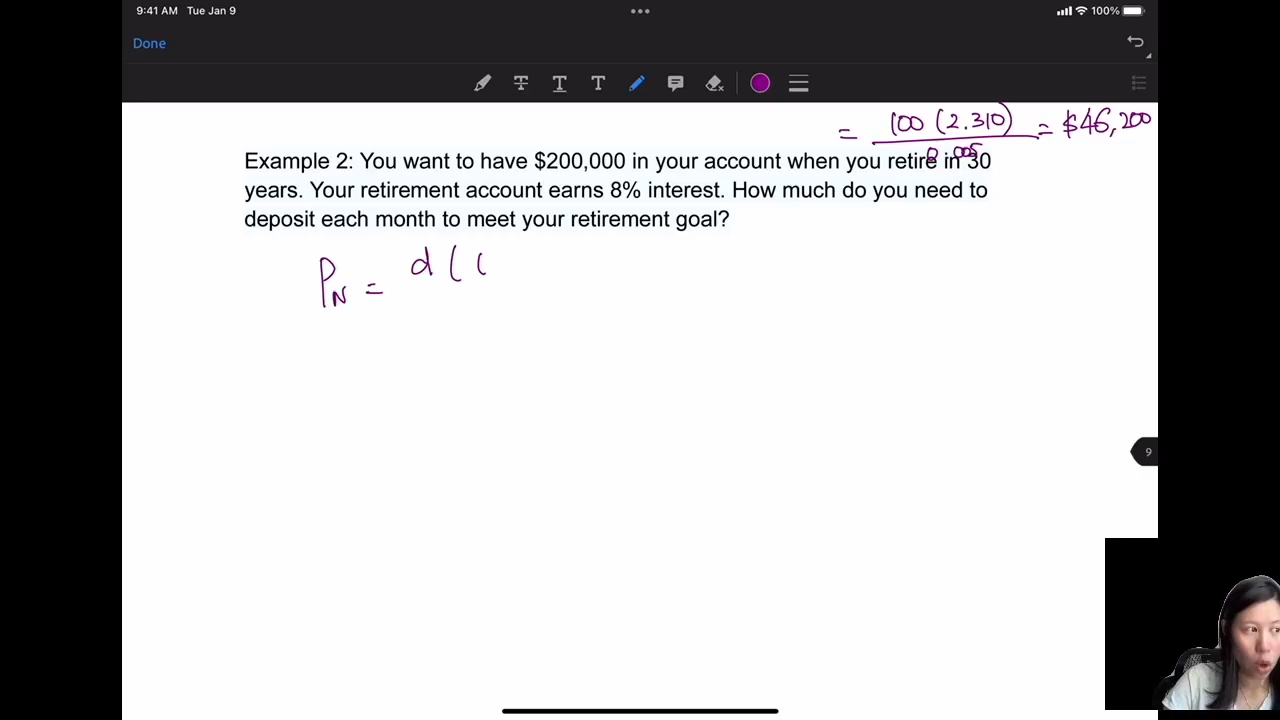 9:41 AM Tue Jan 9
100%
Done
= 100 (2.310) / 0.005 = $46,200
Example 2: You want to have $200,000 in your account when you retire in 30
years. Your retirement account earns 8% interest. How much do you need to
deposit each month to meet your retirement goal?
P_N = d ( (
9